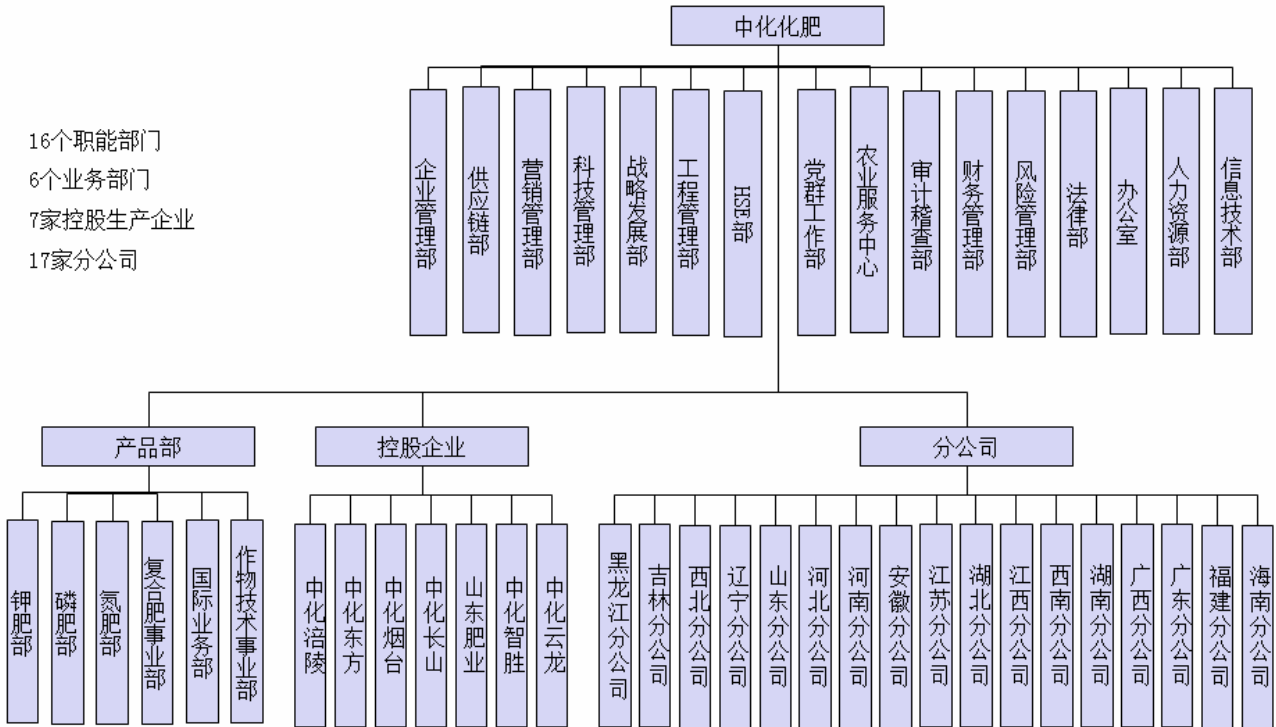 中化化肥
16个职能部门
6个业务部门
7家控股生产企业
17家分公司
企业管理部
供应链部
营销管理部
科技管理部
战略发展部
工程管理部
HSE部
党群工作部
农业服务中心
审计稽查部
财务管理部
风险管理部
法律部
办公室
人力资源部
信息技术部
产品部
控股企业
分公司
钾肥部
磷肥部
氮肥部
复合肥事业部
国际业务部
作物技术事业部
中化涪陵
中化东方
中化烟台
中化长山
山东肥业
中化智胜
中化云龙
黑龙江分公司
吉林分公司
西北分公司
辽宁分公司
山东分公司
河北分公司
河南分公司
安徽分公司
江苏分公司
湖北分公司
江西分公司
西南分公司
湖南分公司
广西分公司
广东分公司
福建分公司
海南分公司